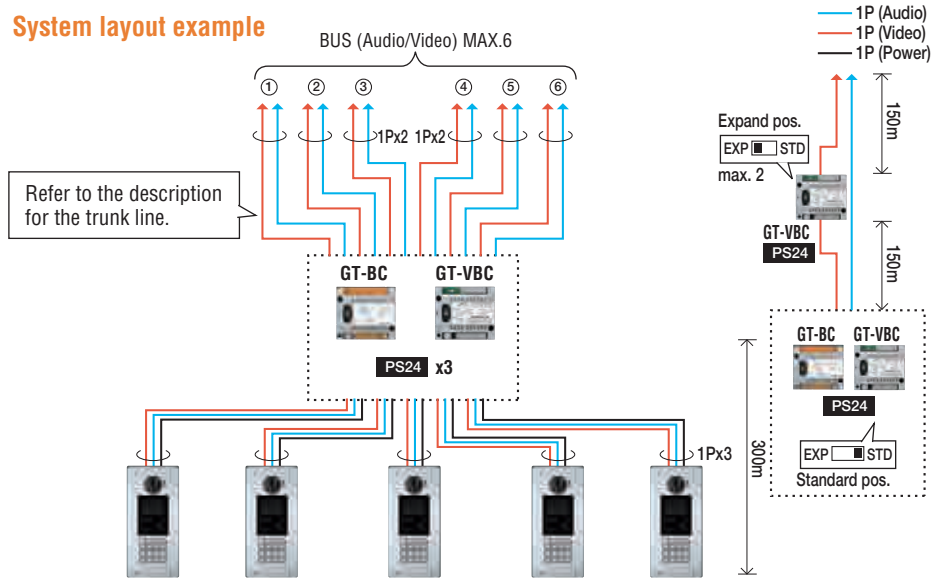 System layout example
BUS (Audio/Video) MAX.6
① ② ③ ④ ⑤ ⑥
1Px2 1Px2
Refer to the description
for the trunk line.
GT-BC GT-VBC
PS24 x3
1Px3
1P (Audio)
1P (Video)
1P (Power)
150m
Expand pos.
EXP STD
max. 2
GT-VBC
PS24
150m
GT-BC GT-VBC
PS24
EXP STD
Standard pos.
300m